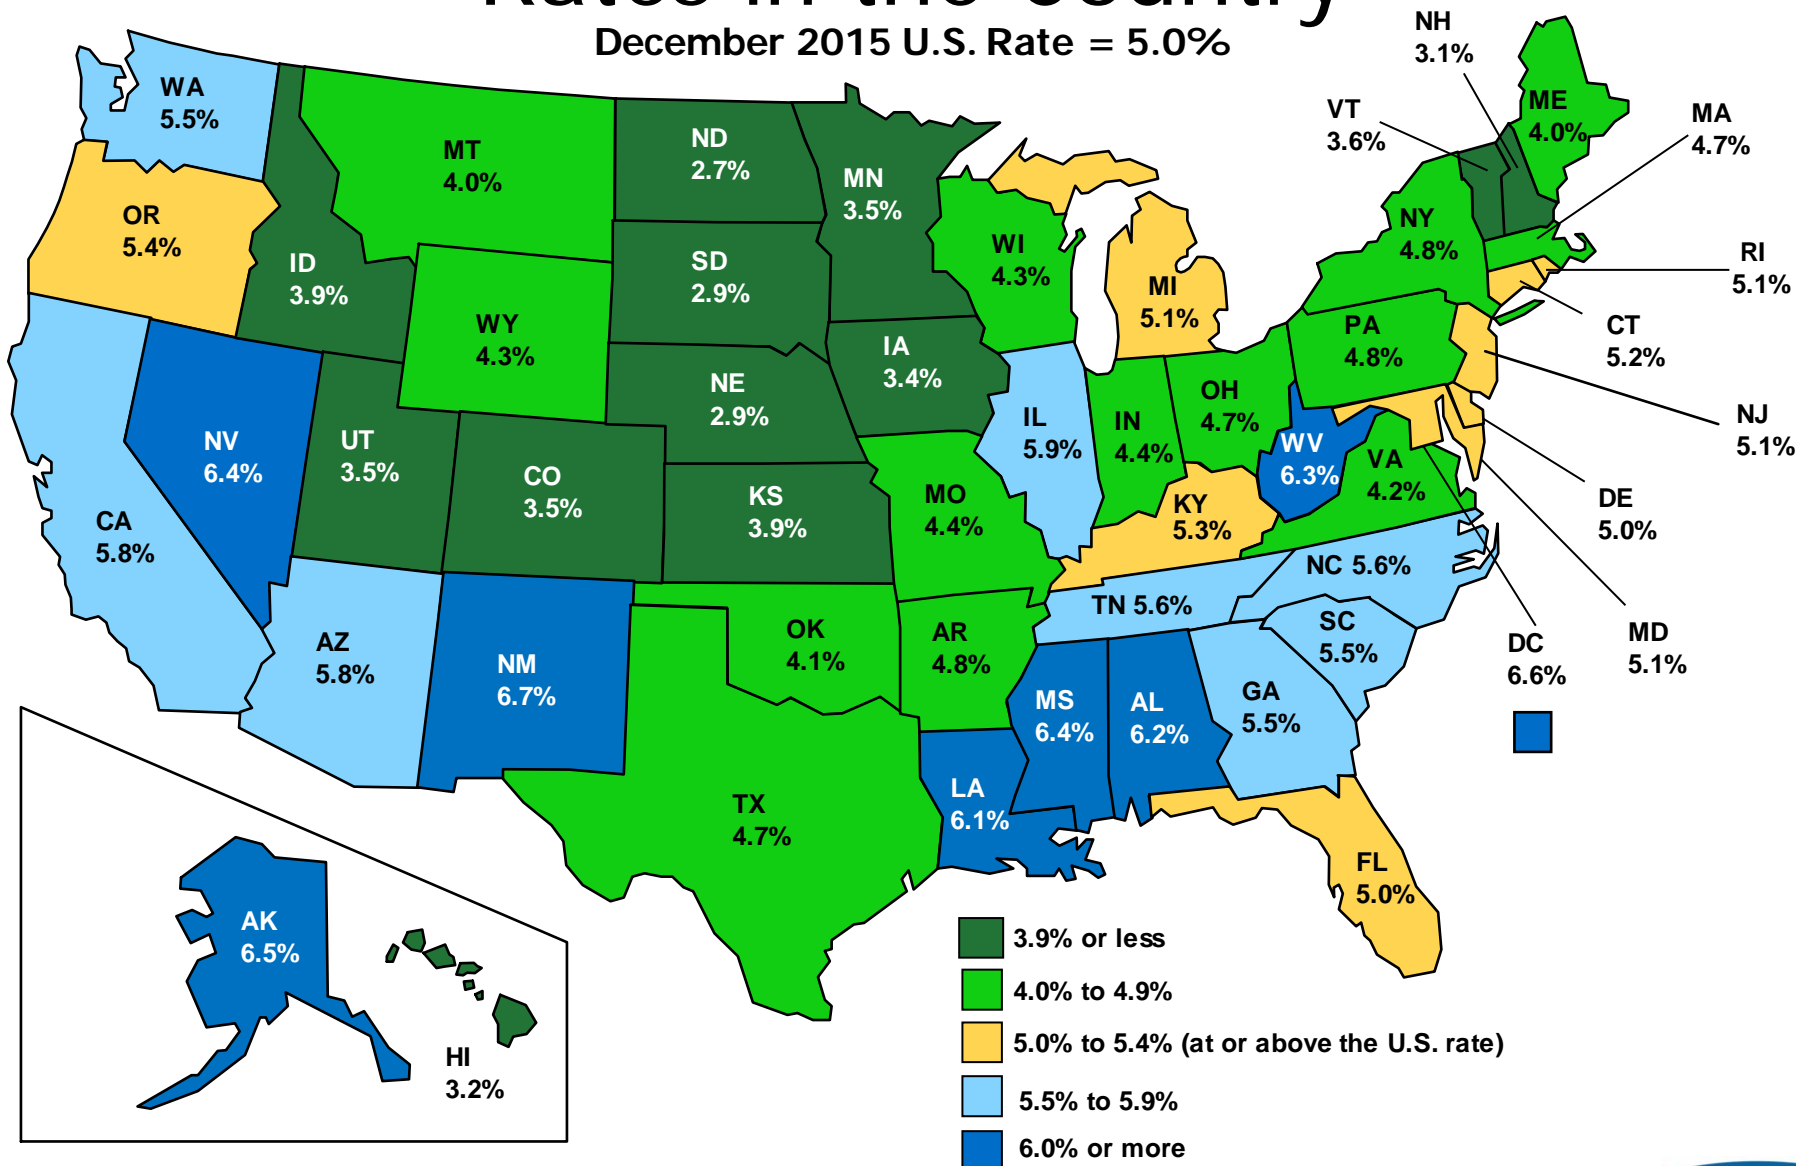 Rates in the Country
December 2015 U.S. Rate = 5.0%
NH
3.1%
WA
5.5%
VT
3.6%
ME
4.0%
MA
4.7%
MT
4.0%
ND
2.7%
MN
3.5%
OR
5.4%
ID
3.9%
SD
2.9%
WI
4.3%
MI
5.1%
NY
4.8%
RI
5.1%
WY
4.3%
IA
3.4%
PA
4.8%
CT
5.2%
NE
2.9%
NV
6.4%
UT
3.5%
CO
3.5%
KS
3.9%
IL
5.9%
IN
4.4%
OH
4.7%
WV
6.3%
VA
4.2%
NJ
5.1%
CA
5.8%
MO
4.4%
KY
5.3%
DE
5.0%
NC 5.6%
TN 5.6%
AZ
5.8%
NM
6.7%
OK
4.1%
AR
4.8%
SC
5.5%
DC
6.6%
MD
5.1%
MS
6.4%
AL
6.2%
GA
5.5%
TX
4.7%
LA
6.1%
FL
5.0%
AK
6.5%
HI
3.2%
3.9% or less
4.0% to 4.9%
5.0% to 5.4% (at or above the U.S. rate)
5.5% to 5.9%
6.0% or more